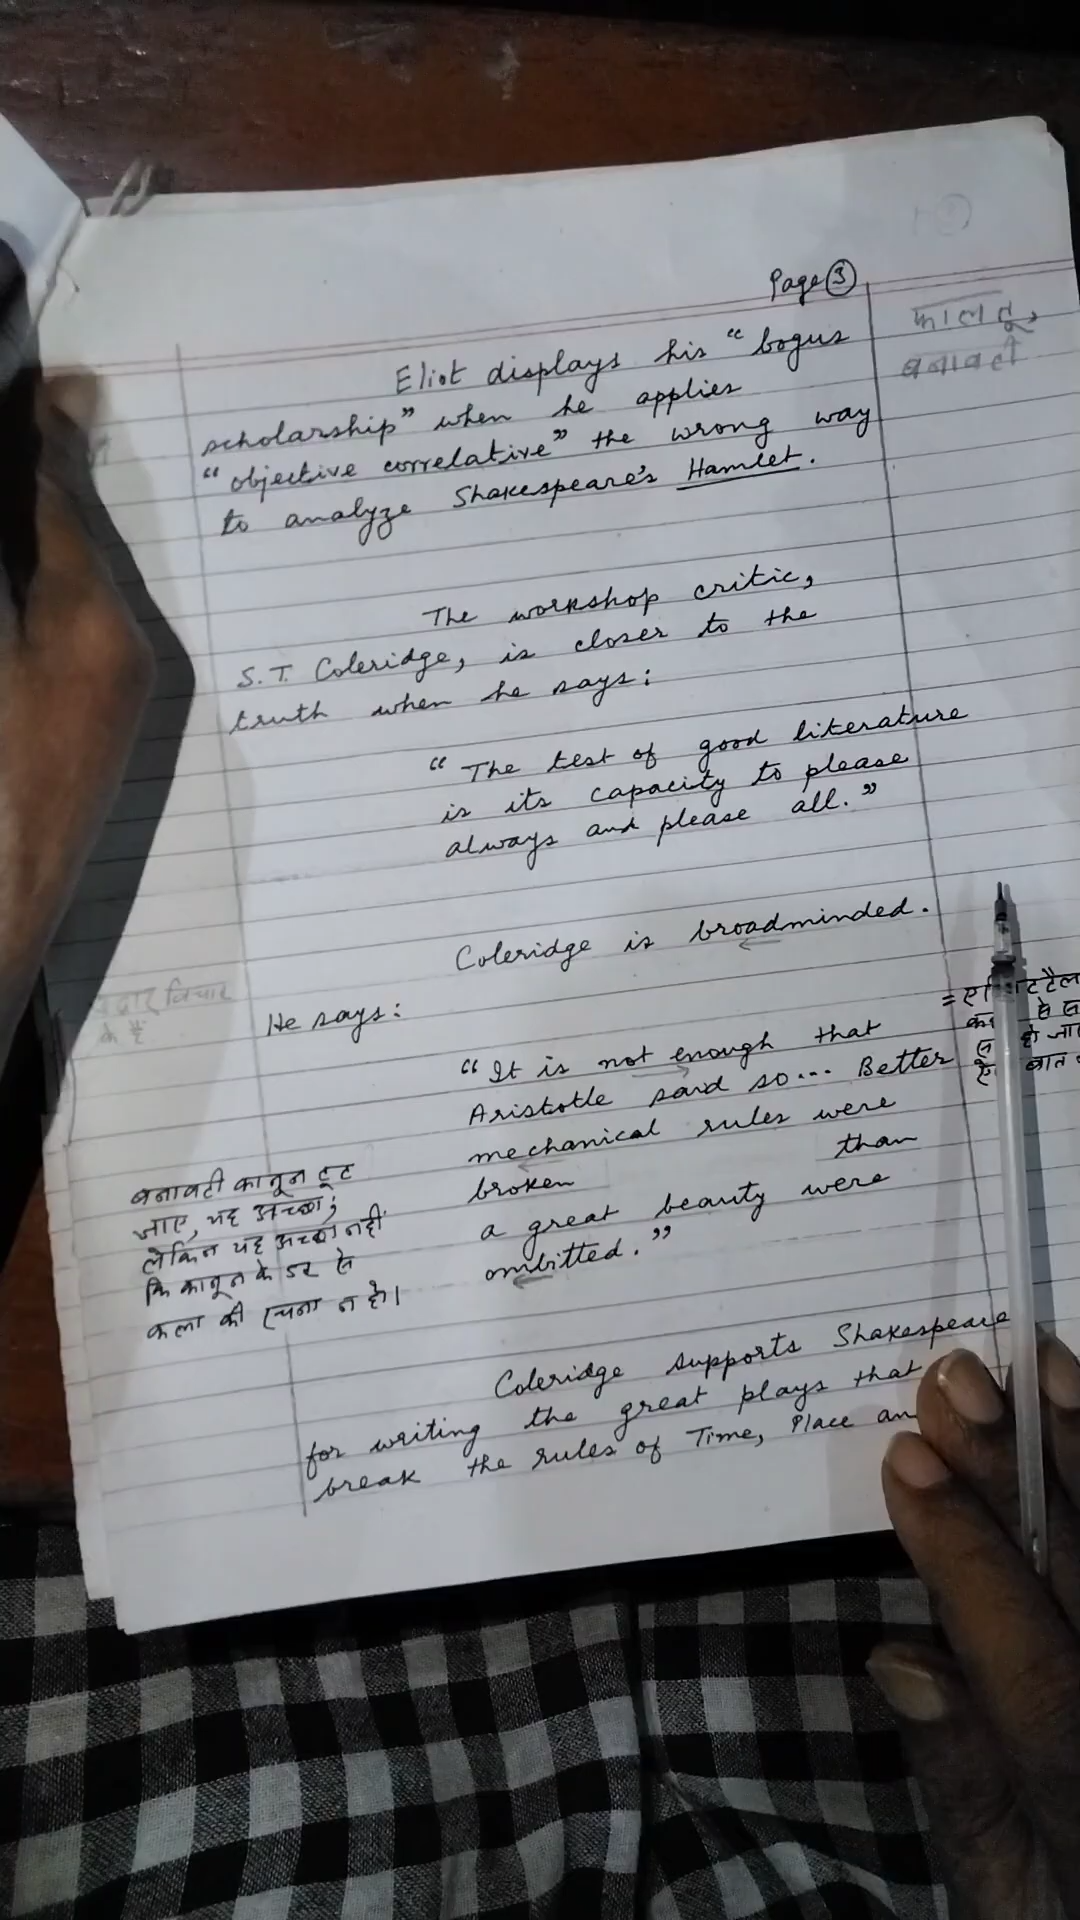 Page 3
Eliot displays his "bogus
फालतू,
बनावटी
scholarship" when he applies
"objective correlative" the wrong way
to analyze Shakespeare's Hamlet.
The workshop critic,
S.T. Coleridge, is closer to the
truth when he says:
"The test of good literature
is its capacity to please
always and please all."
Coleridge is broadminded.
उदार विचार
के हैं
He says:
"It is not enough that
Aristotle said so... Better
mechanical rules were
broken than
a great beauty were
ombitted."
बनावटी कानून टूट
जाए, यह अच्छा;
लेकिन यह अच्छा नहीं
कि कानून के डर से
कला की रचना न हो।
Coleridge supports Shakespeare
for writing the great plays that
break the rules of Time, Place